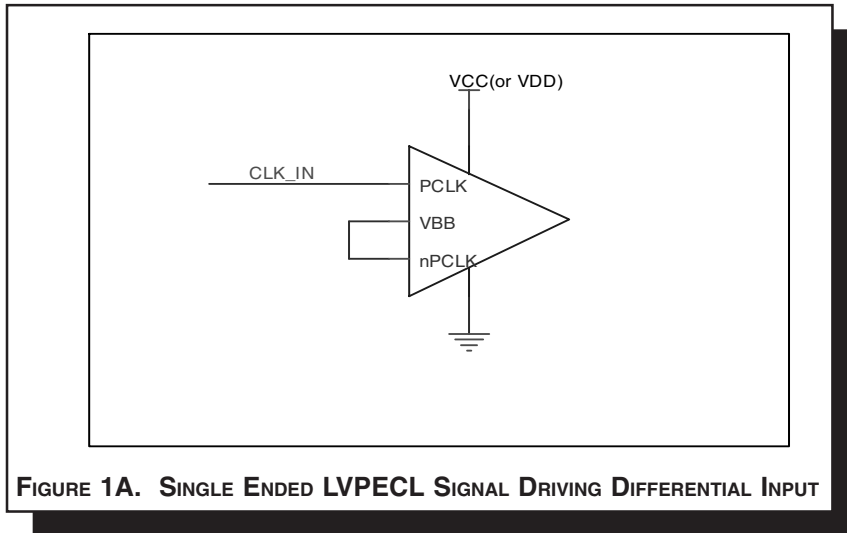 VCC(or VDD)
CLK_IN
PCLK
VBB
nPCLK
FIGURE 1A. SINGLE ENDED LVPECL SIGNAL DRIVING DIFFERENTIAL INPUT